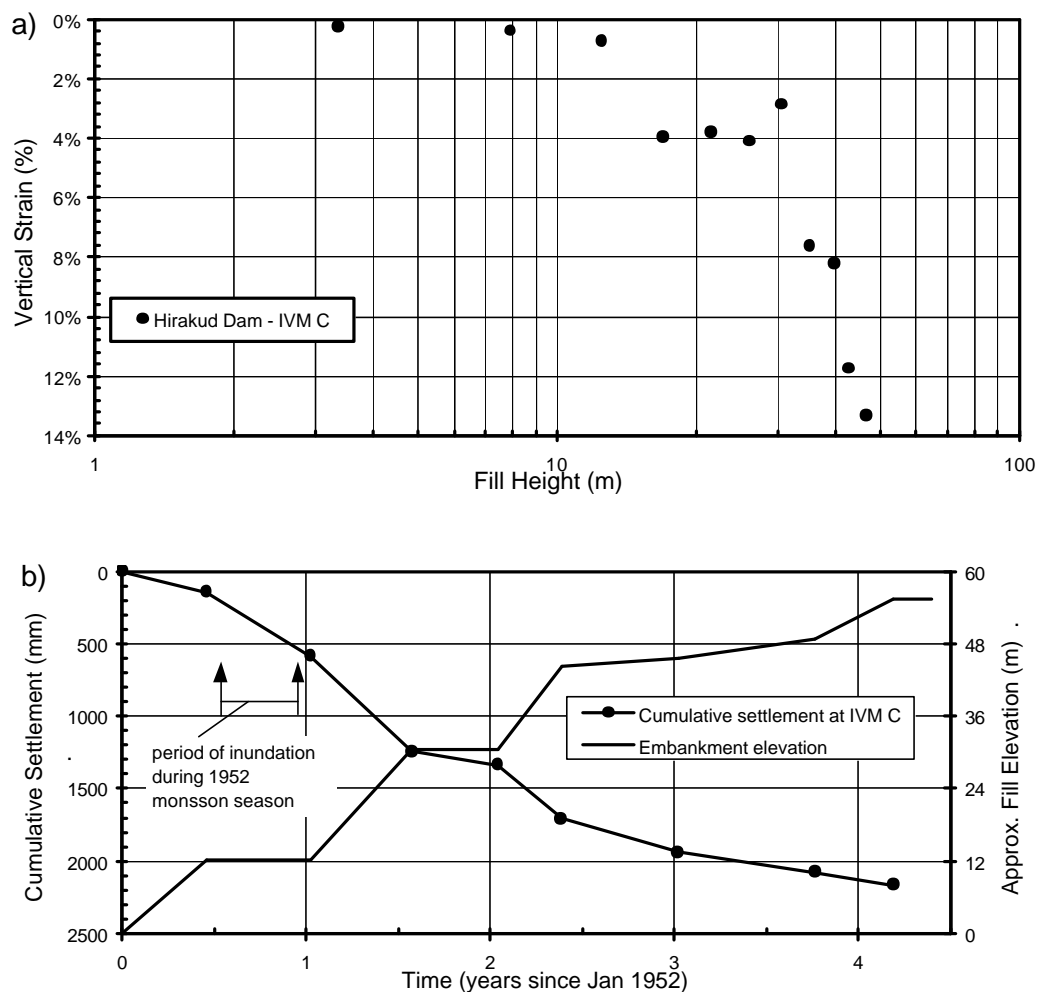 a)
0%
2%
4%
6%
8%
10%
12%
14%
Vertical Strain (%)
Hirakud Dam - IVM C
1
10
100
Fill Height (m)
b)
0
500
1000
1500
2000
2500
Cumulative Settlement (mm)
.
period of inundation
during 1952
monsson season
Cumulative settlement at IVM C
Embankment elevation
60
48
36
24
12
0
Approx. Fill Elevation (m) .
0
1
2
3
4
Time (years since Jan 1952)